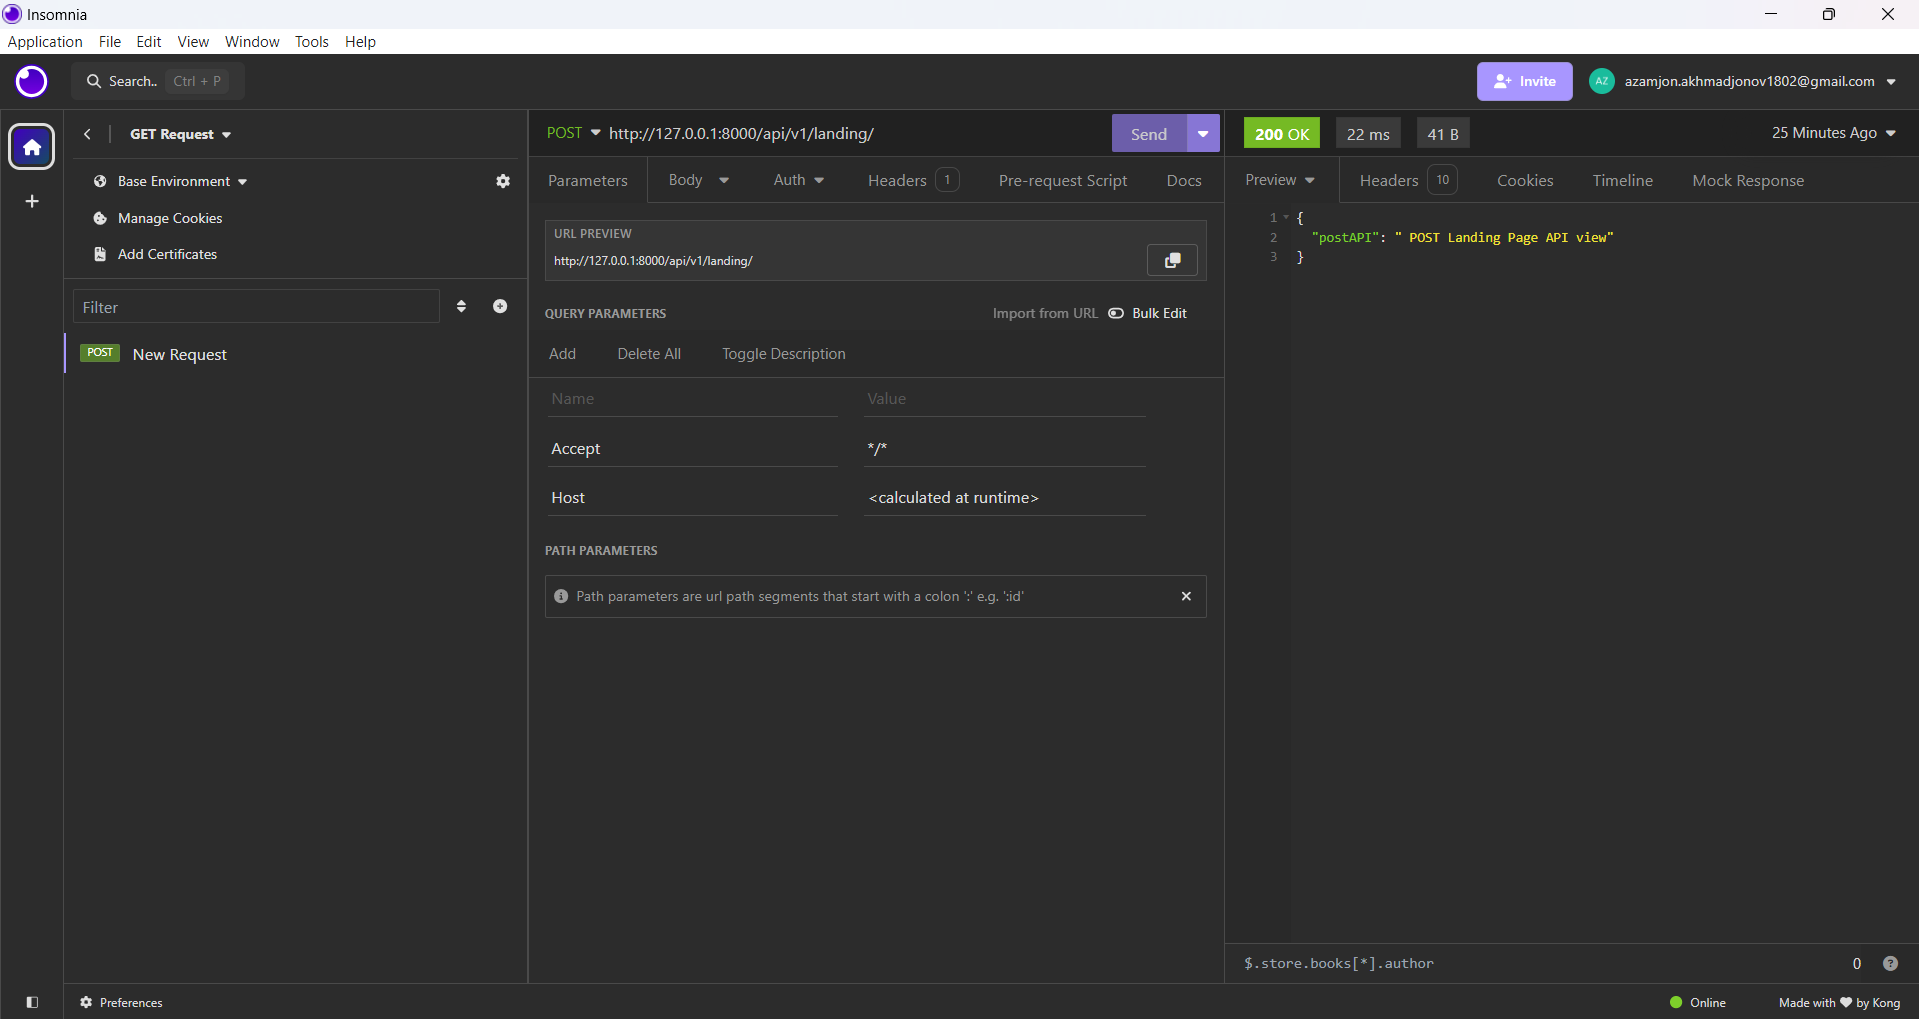 Insomnia
Application File Edit View Window Tools Help
Search.. Ctrl + P
Invite
AZ azamjon.akhmadjonov1802@gmail.com
GET Request
Base Environment
Manage Cookies
Add Certificates
Filter
POST New Request
POST http://127.0.0.1:8000/api/v1/landing/
Send
Parameters Body Auth Headers 1 Pre-request Script Docs
URL PREVIEW
http://127.0.0.1:8000/api/v1/landing/
QUERY PARAMETERS
Import from URL Bulk Edit
Add Delete All Toggle Description
Name Value
Accept */*
Host <calculated at runtime>
PATH PARAMETERS
Path parameters are url path segments that start with a colon ':' e.g. ':id'
200 OK 22 ms 41 B
25 Minutes Ago
Preview Headers 10 Cookies Timeline Mock Response
1 {
2 "postAPI": " POST Landing Page API view"
3 }
$.store.books[*].author
0 ?
Preferences
Online
Made with ❤ by Kong